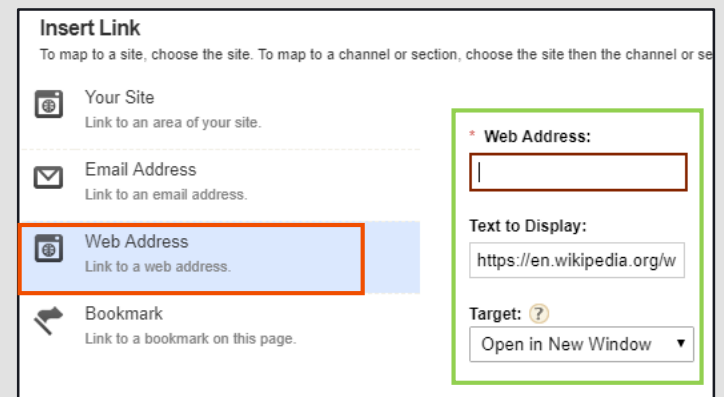 Insert Link
To map to a site, choose the site. To map to a channel or section, choose the site then the channel or se
Your Site
Link to an area of your site.
Email Address
Link to an email address.
Web Address
Link to a web address.
Bookmark
Link to a bookmark on this page.
* Web Address:
Text to Display:
https://en.wikipedia.org/w
Target: ?
Open in New Window